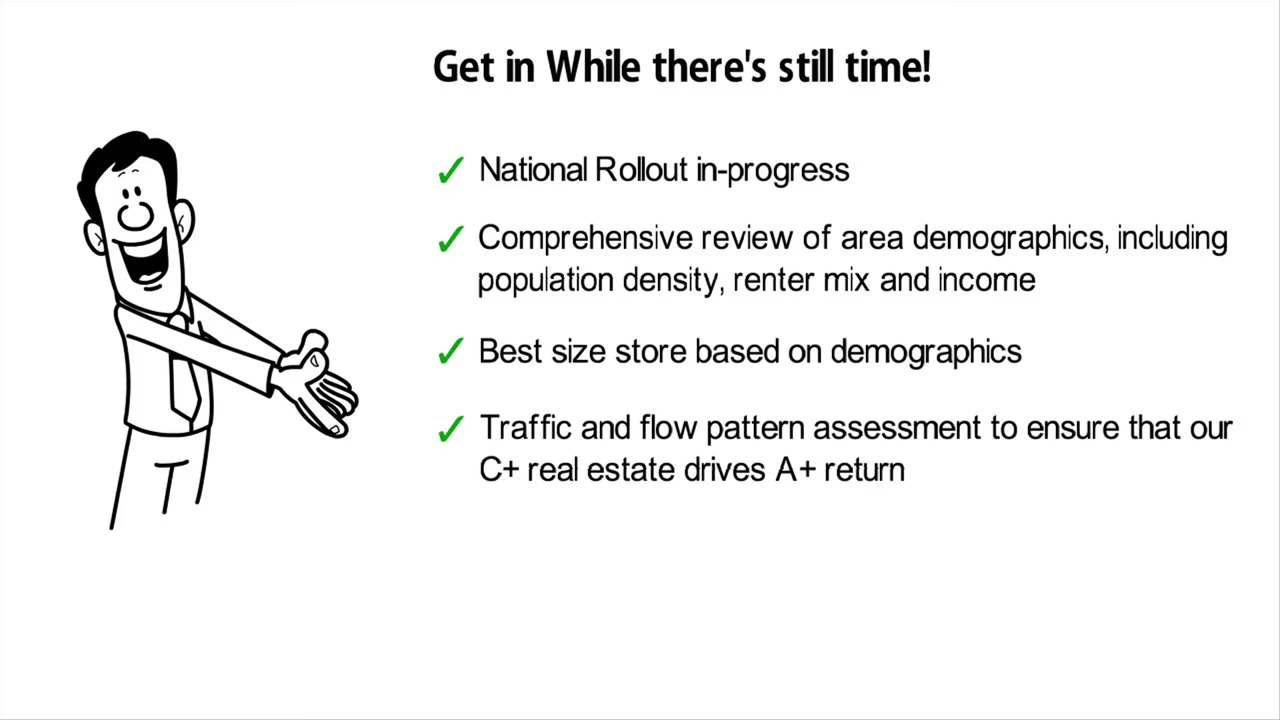 Get in While there's still time!
✓ National Rollout in-progress
✓ Comprehensive review of area demographics, including
population density, renter mix and income
✓ Best size store based on demographics
✓ Traffic and flow pattern assessment to ensure that our
C+ real estate drives A+ return